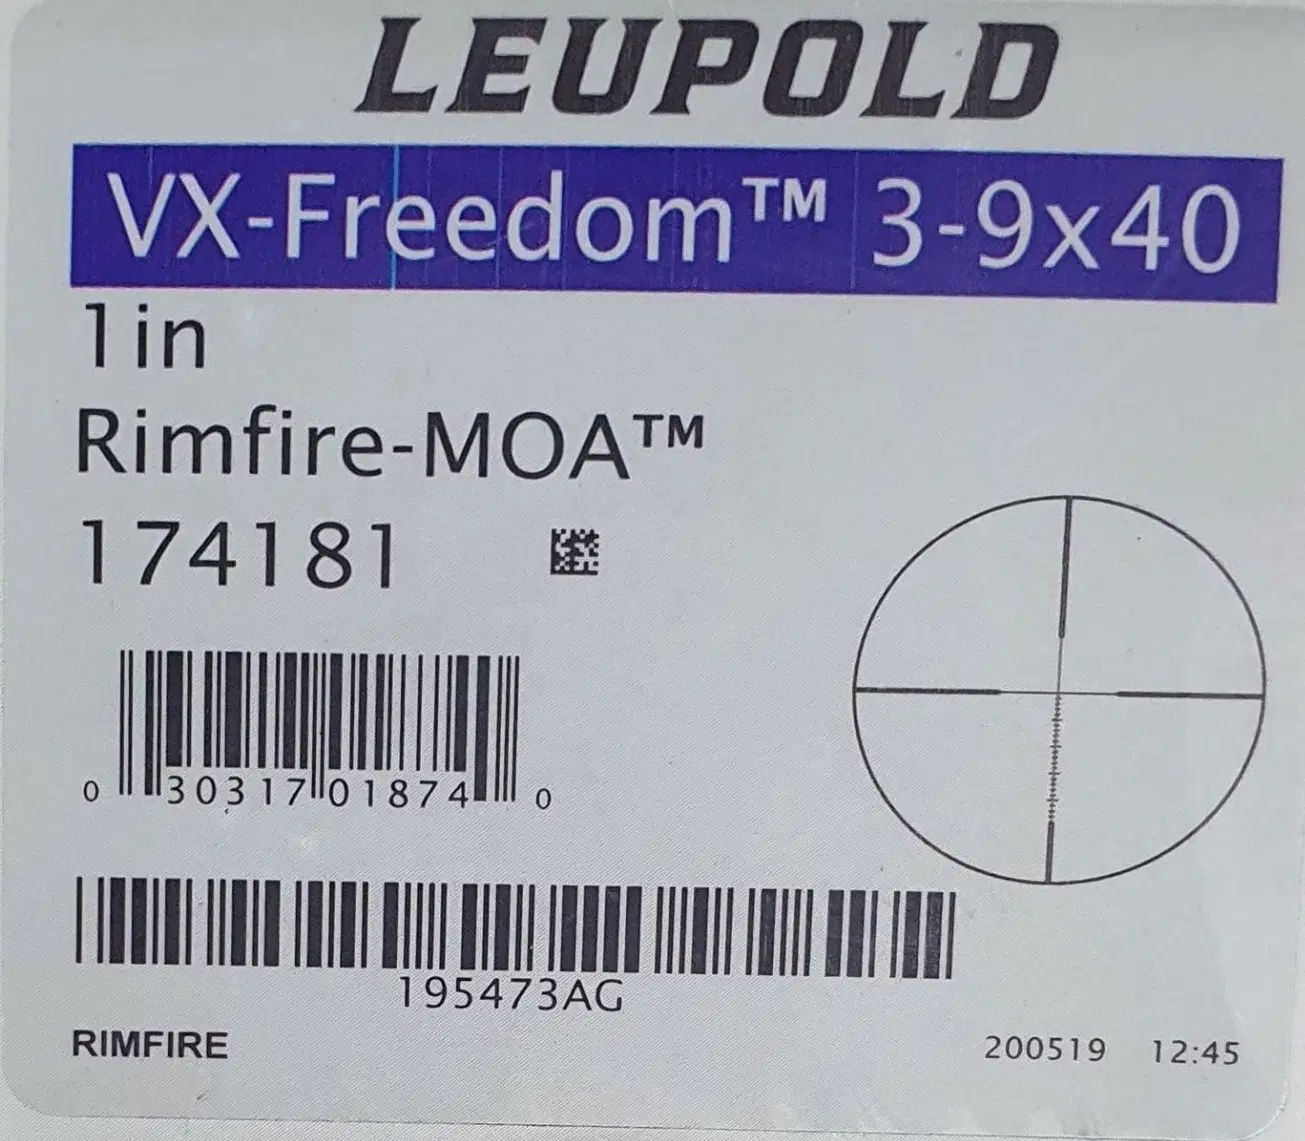 LEUPOLD
VX-Freedom™ 3-9x40
1in
Rimfire-MOA™
174181
0 30317 01874 0
195473AG
RIMFIRE
200519 12:45